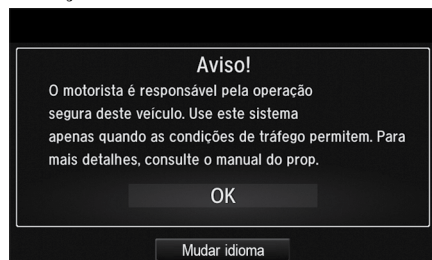 Aviso!
O motorista é responsável pela operação
segura deste veículo. Use este sistema
apenas quando as condições de tráfego permitem. Para
mais detalhes, consulte o manual do prop.
OK
Mudar idioma